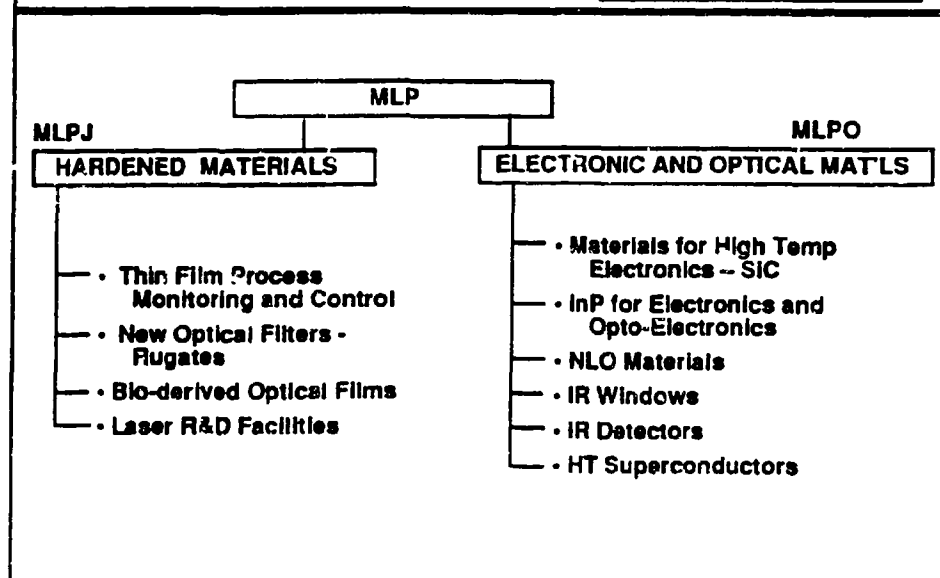 MLP
MLPJ
HARDENED MATERIALS
• Thin Film Process
Monitoring and Control
• New Optical Filters -
Rugates
• Bio-derived Optical Films
• Laser R&D Facilities
MLPO
ELECTRONIC AND OPTICAL MAT'LS
• Materials for High Temp
Electronics -- SiC
• InP for Electronics and
Opto-Electronics
• NLO Materials
• IR Windows
• IR Detectors
• HT Superconductors